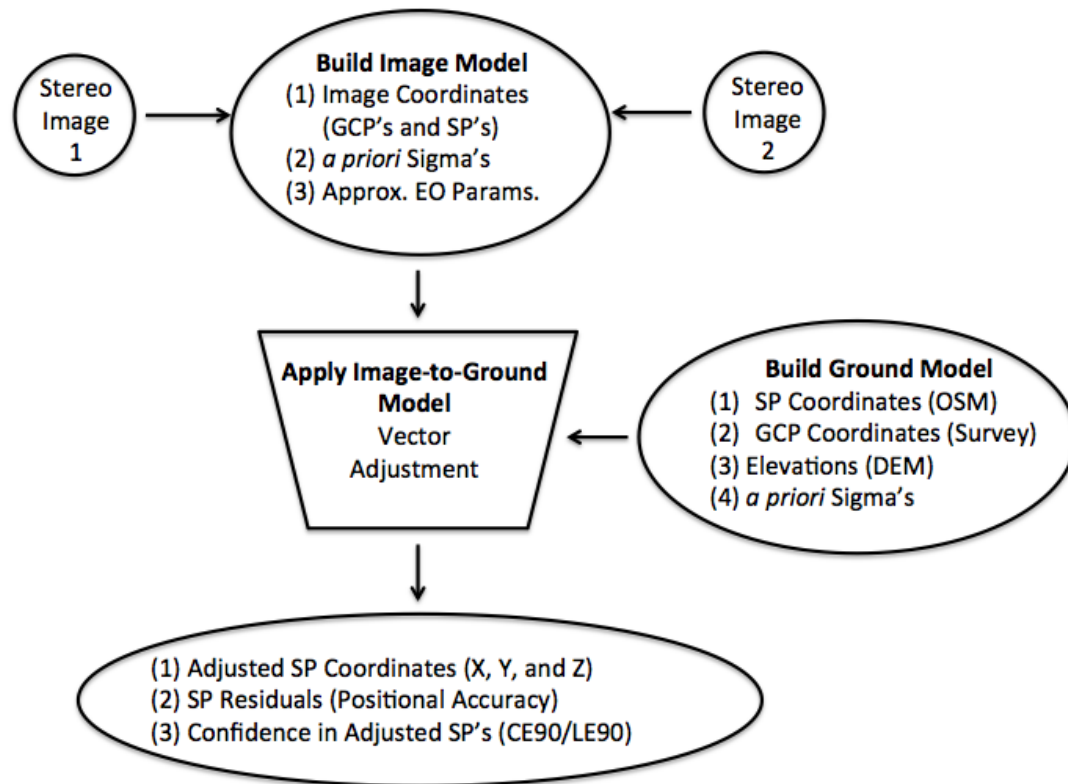 Stereo
Image
1
Build Image Model
(1) Image Coordinates
(GCP's and SP's)
(2) a priori Sigma's
(3) Approx. EO Params.
Stereo
Image
2
Apply Image-to-Ground
Model
Vector
Adjustment
Build Ground Model
(1) SP Coordinates (OSM)
(2) GCP Coordinates (Survey)
(3) Elevations (DEM)
(4) a priori Sigma's
(1) Adjusted SP Coordinates (X, Y, and Z)
(2) SP Residuals (Positional Accuracy)
(3) Confidence in Adjusted SP's (CE90/LE90)